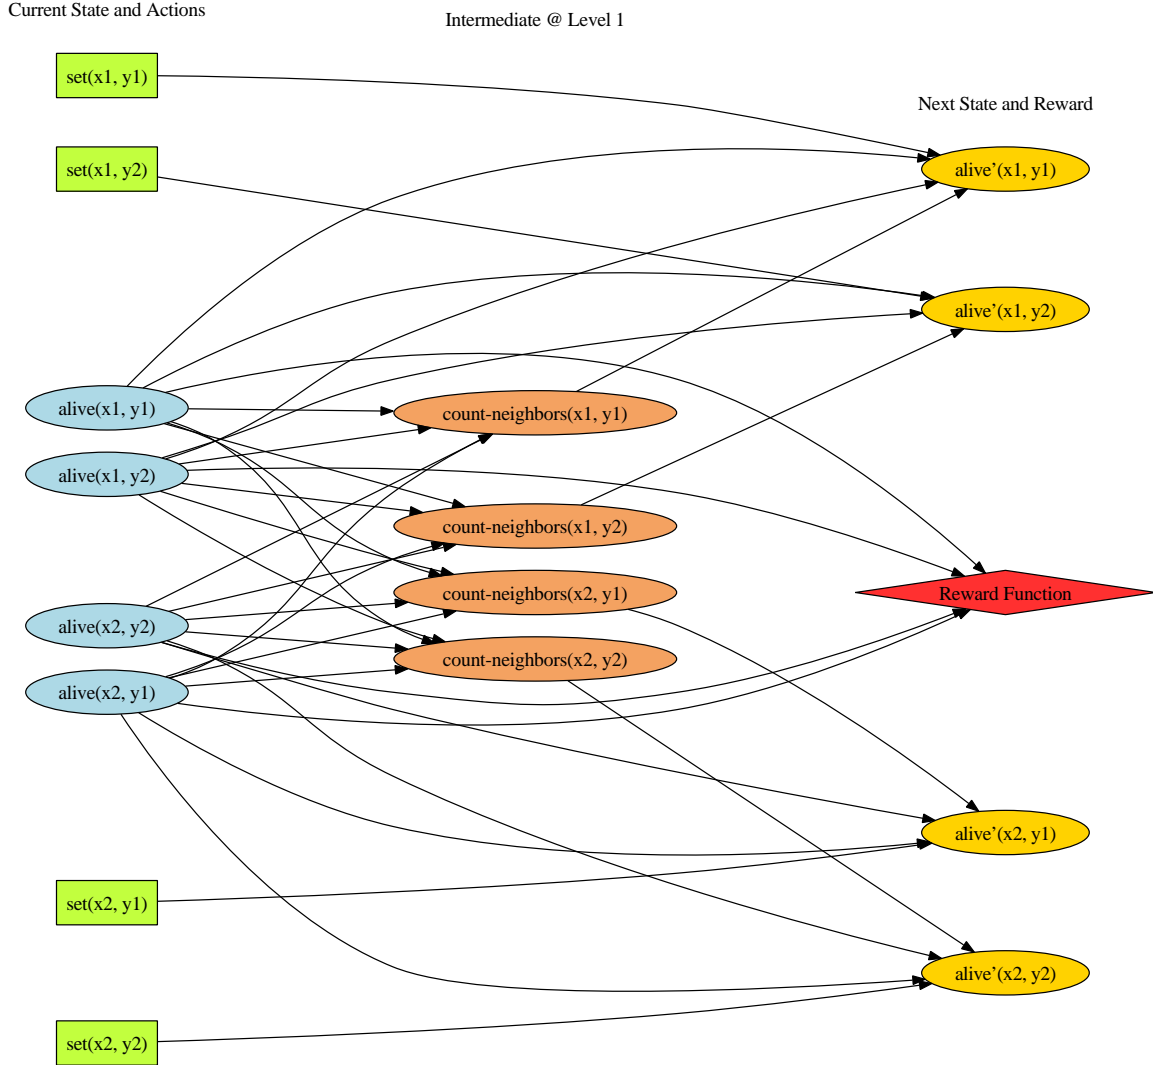 Current State and Actions
Intermediate @ Level 1
set(x1, y1)
Next State and Reward
set(x1, y2)
alive’(x1, y1)
alive’(x1, y2)
alive(x1, y1)
count-neighbors(x1, y1)
alive(x1, y2)
count-neighbors(x1, y2)
count-neighbors(x2, y1)
Reward Function
alive(x2, y2)
count-neighbors(x2, y2)
alive(x2, y1)
alive’(x2, y1)
set(x2, y1)
alive’(x2, y2)
set(x2, y2)